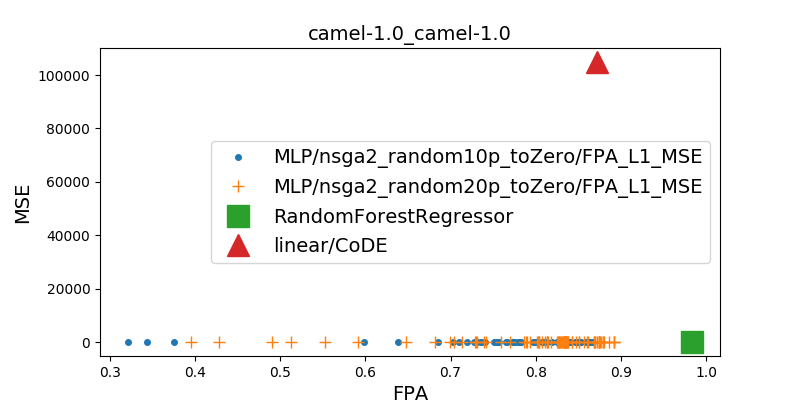 camel-1.0_camel-1.0
MSE
100000
80000
60000
40000
20000
0
MLP/nsga2_random10p_toZero/FPA_L1_MSE
MLP/nsga2_random20p_toZero/FPA_L1_MSE
RandomForestRegressor
linear/CoDE
0.3 0.4 0.5 0.6 0.7 0.8 0.9 1.0
FPA